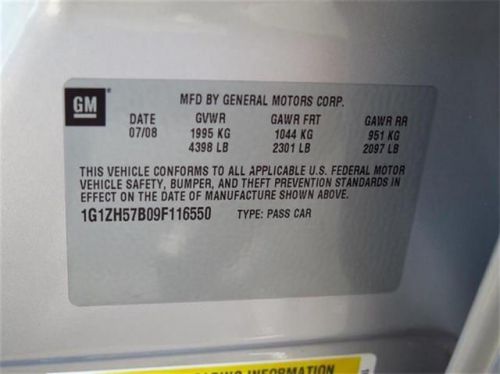 GM
MFD BY GENERAL MOTORS CORP.
DATE GVWR GAWR FRT GAWR RR
07/08 1995 KG 1044 KG 951 KG
4398 LB 2301 LB 2097 LB
THIS VEHICLE CONFORMS TO ALL APPLICABLE U.S. FEDERAL MOTOR
VEHICLE SAFETY, BUMPER, AND THEFT PREVENTION STANDARDS IN
EFFECT ON THE DATE OF MANUFACTURE SHOWN ABOVE.
1G1ZH57B09F116550 TYPE: PASS CAR
INFORMATION